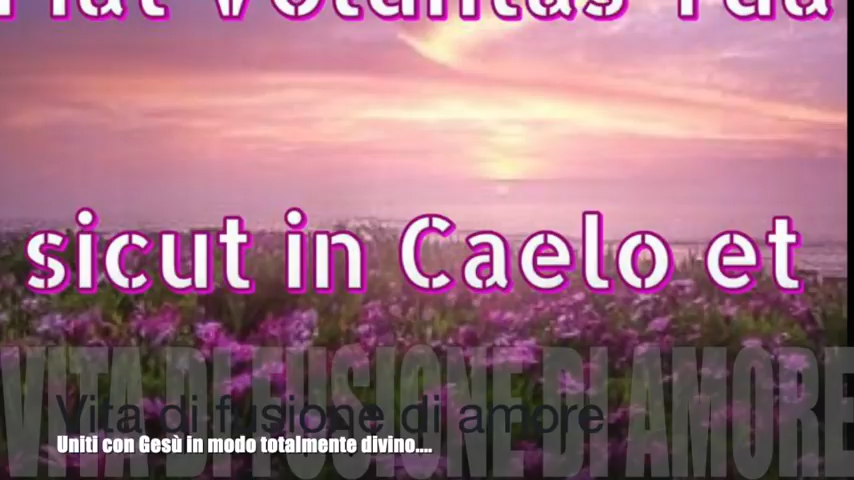 Fiat Voluntas Tua
sicut in Caelo et
VITA DI FUSIONE DI AMORE
Vita di fusione di amore
Uniti con Gesù in modo totalmente divino....